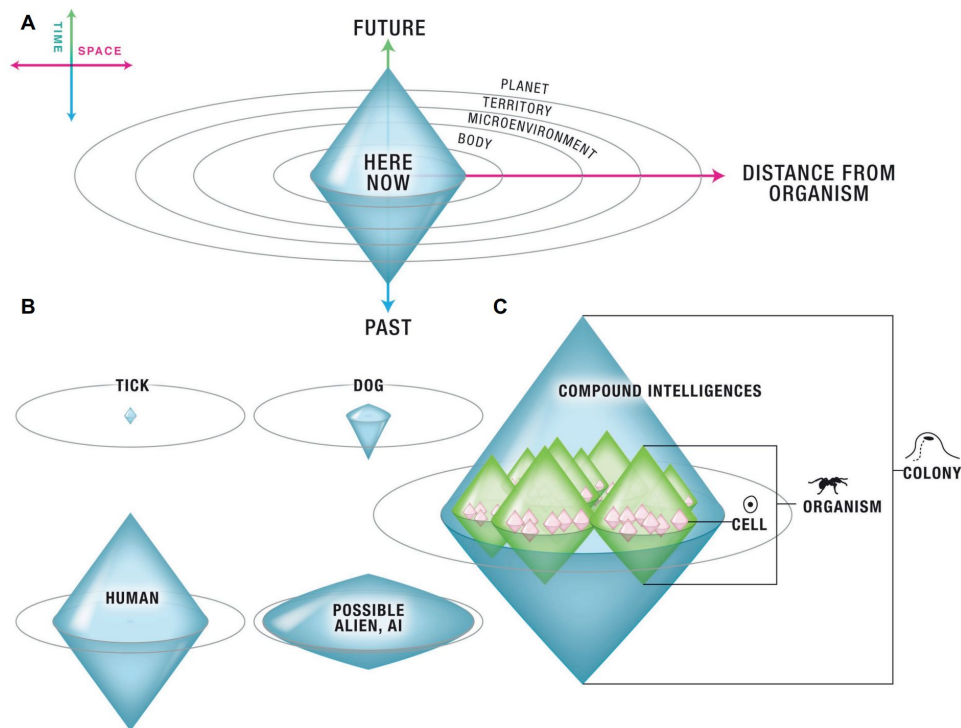 A
TIME
SPACE
FUTURE
PLANET
TERRITORY
MICROENVIRONMENT
BODY
HERE
NOW
DISTANCE FROM
ORGANISM
PAST
B
TICK
DOG
HUMAN
POSSIBLE
ALIEN, AI
C
COMPOUND INTELLIGENCES
COLONY
ORGANISM
CELL